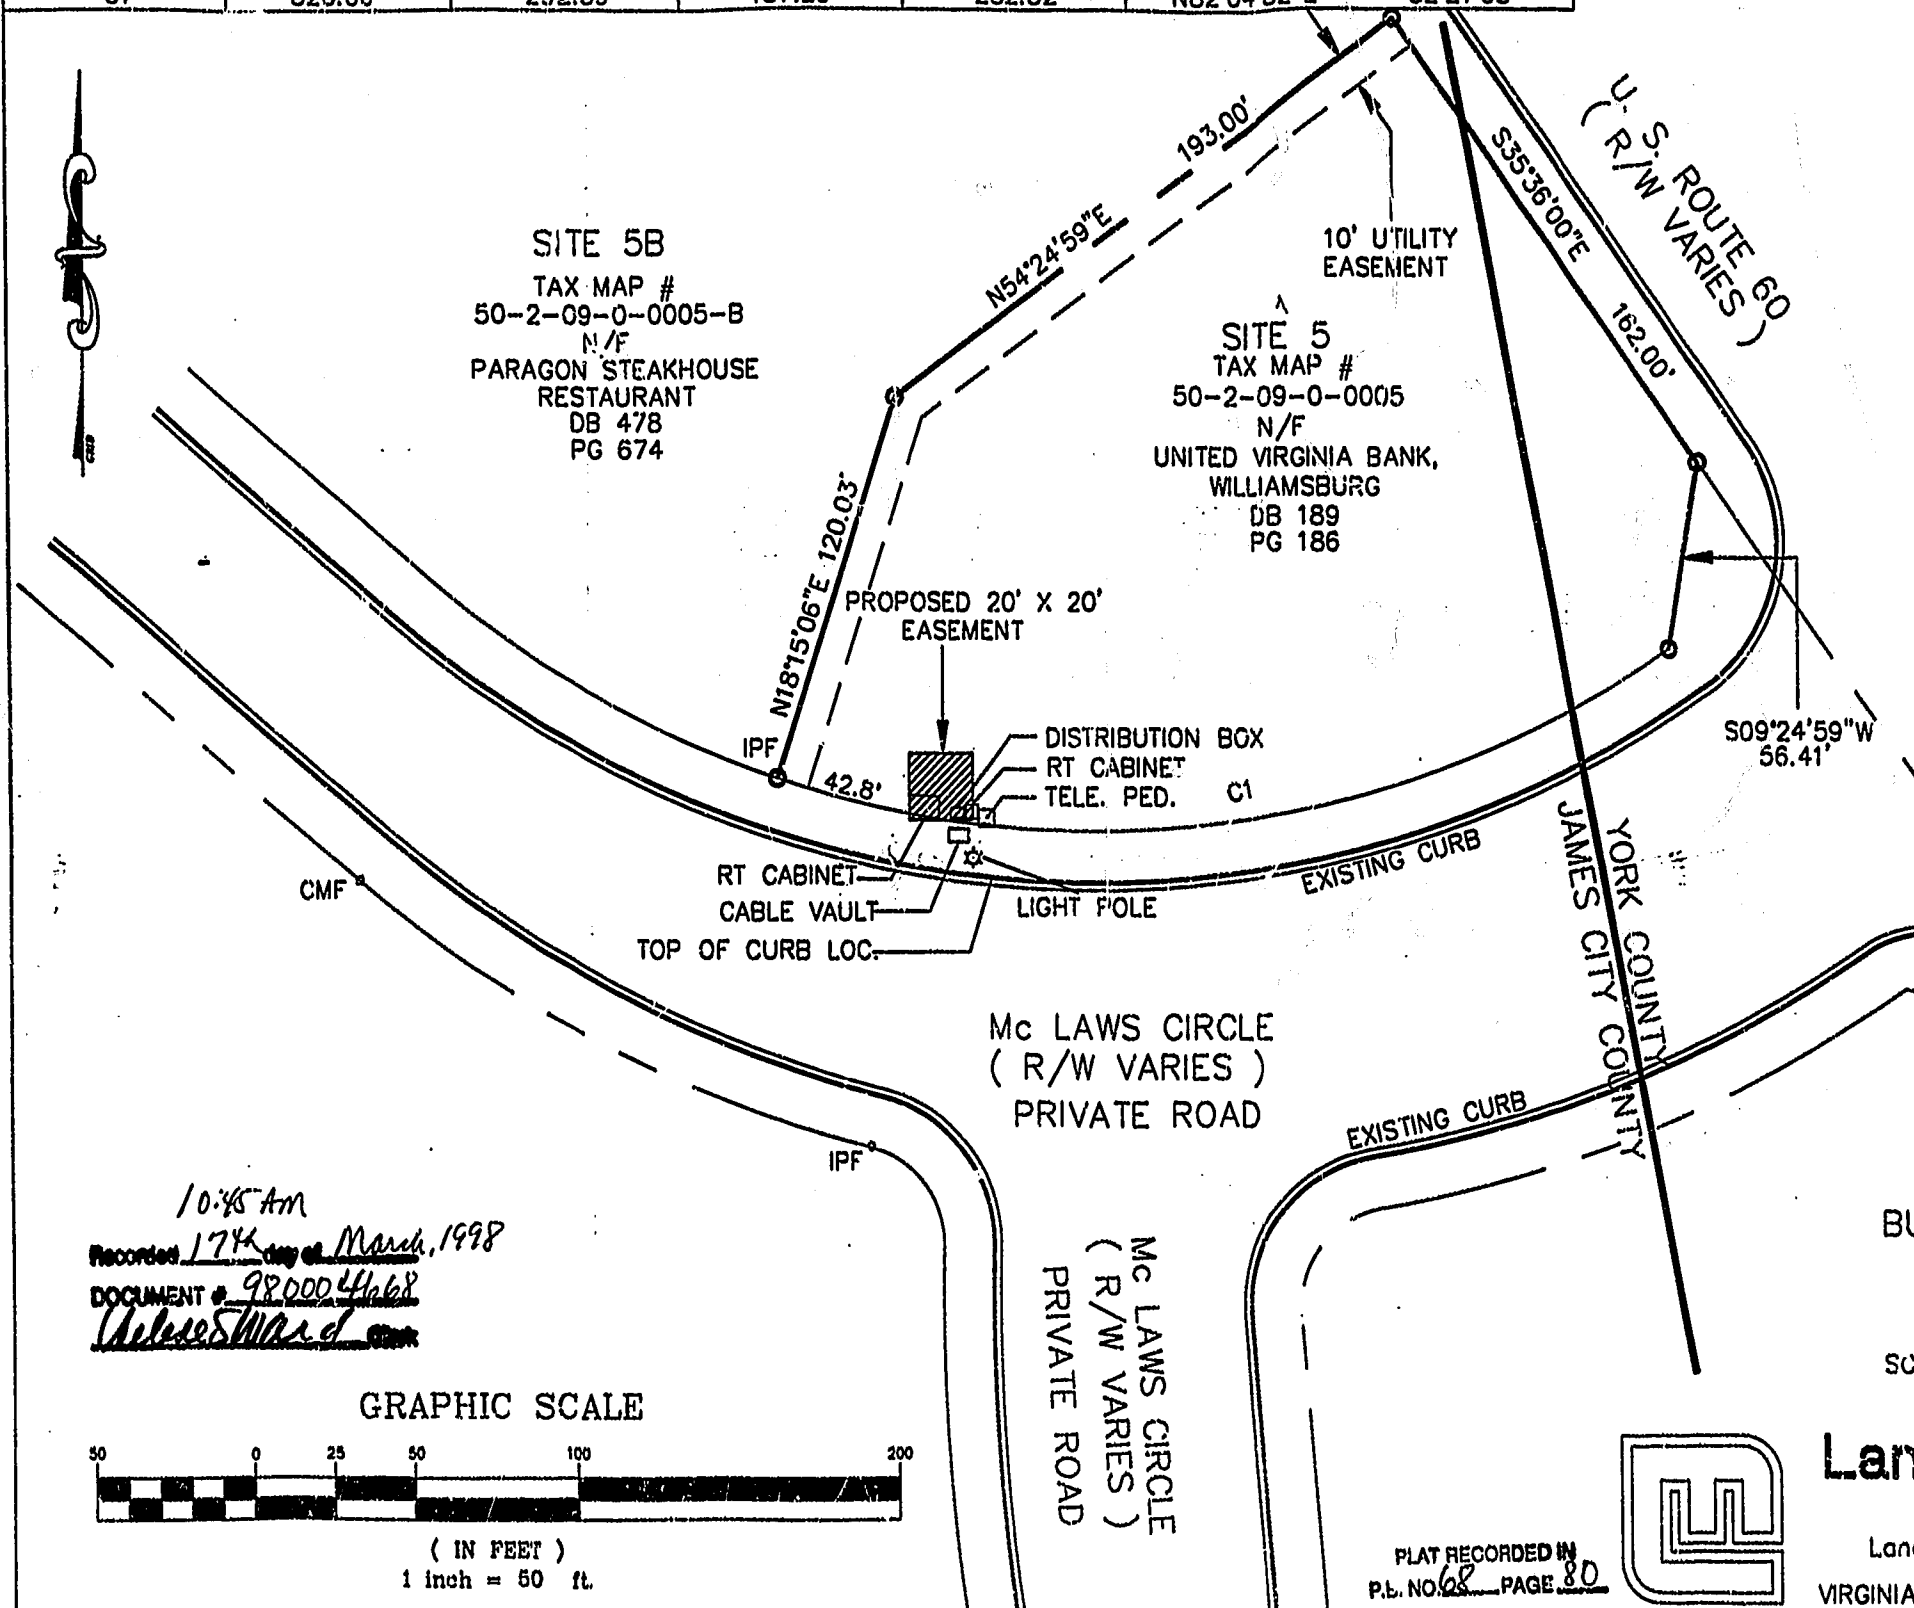 193.00'
N54°24'59"E
S35°36'00"E
162.00'
U. S. ROUTE 60
( R/W VARIES )
10' UTILITY
EASEMENT
SITE 5B
TAX MAP #
50-2-09-0-0005-B
N/F
PARAGON STEAKHOUSE
RESTAURANT
DB 478
PG 674
SITE 5
TAX MAP #
50-2-09-0-0005
N/F
UNITED VIRGINIA BANK,
WILLIAMSBURG
DB 189
PG 186
N18°15'06"E 120.03'
PROPOSED 20' X 20'
EASEMENT
S09°24'59"W
56.41'
IPF
42.8'
DISTRIBUTION BOX
RT CABINET
TELE. PED.
C1
RT CABINET
CABLE VAULT
LIGHT POLE
TOP OF CURB LOC.
EXISTING CURB
YORK COUNTY
JAMES CITY COUNTY
CMF
Mc LAWS CIRCLE
( R/W VARIES )
PRIVATE ROAD
EXISTING CURB
IPF
Mc LAWS CIRCLE
( R/W VARIES )
PRIVATE ROAD
10:45 AM
Recorded 17th day of March, 1998
DOCUMENT #
Clerk
GRAPHIC SCALE
50 0 25 50 100 200
( IN FEET )
1 inch = 50 ft.
PLAT RECORDED IN
P.B. NO. 68 PAGE 80
BU
SC
Lan
VIRGINIA